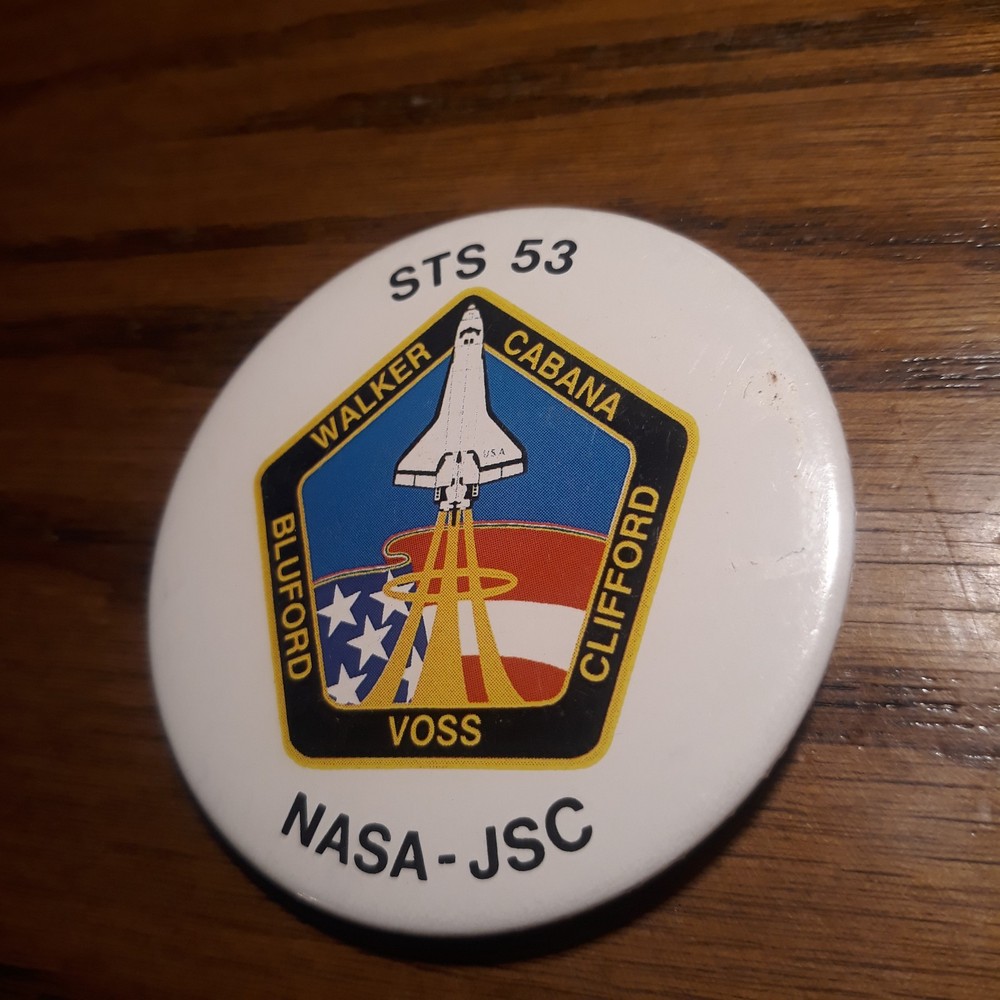 STS 53
WALKER
CABANA
USA
BLUFORD
CLIFFORD
VOSS
NASA-JSC